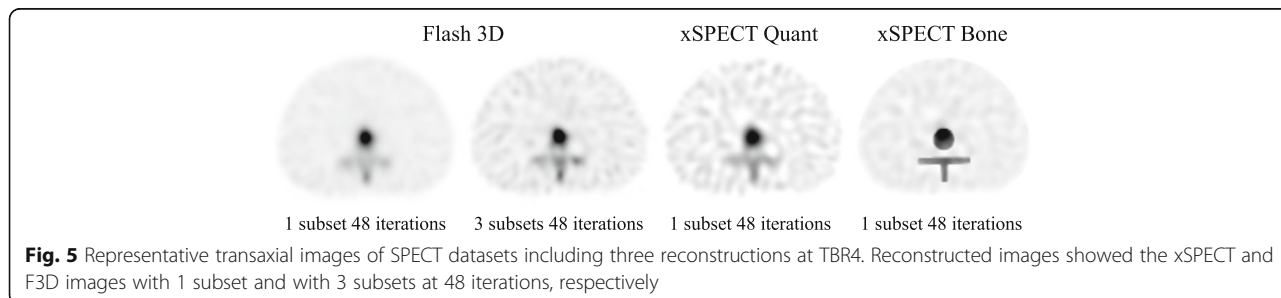 Flash 3D xSPECT Quant xSPECT Bone
1 subset 48 iterations 3 subsets 48 iterations 1 subset 48 iterations 1 subset 48 iterations
Fig. 5 Representative transaxial images of SPECT datasets including three reconstructions at TBR4. Reconstructed images showed the xSPECT and
F3D images with 1 subset and with 3 subsets at 48 iterations, respectively